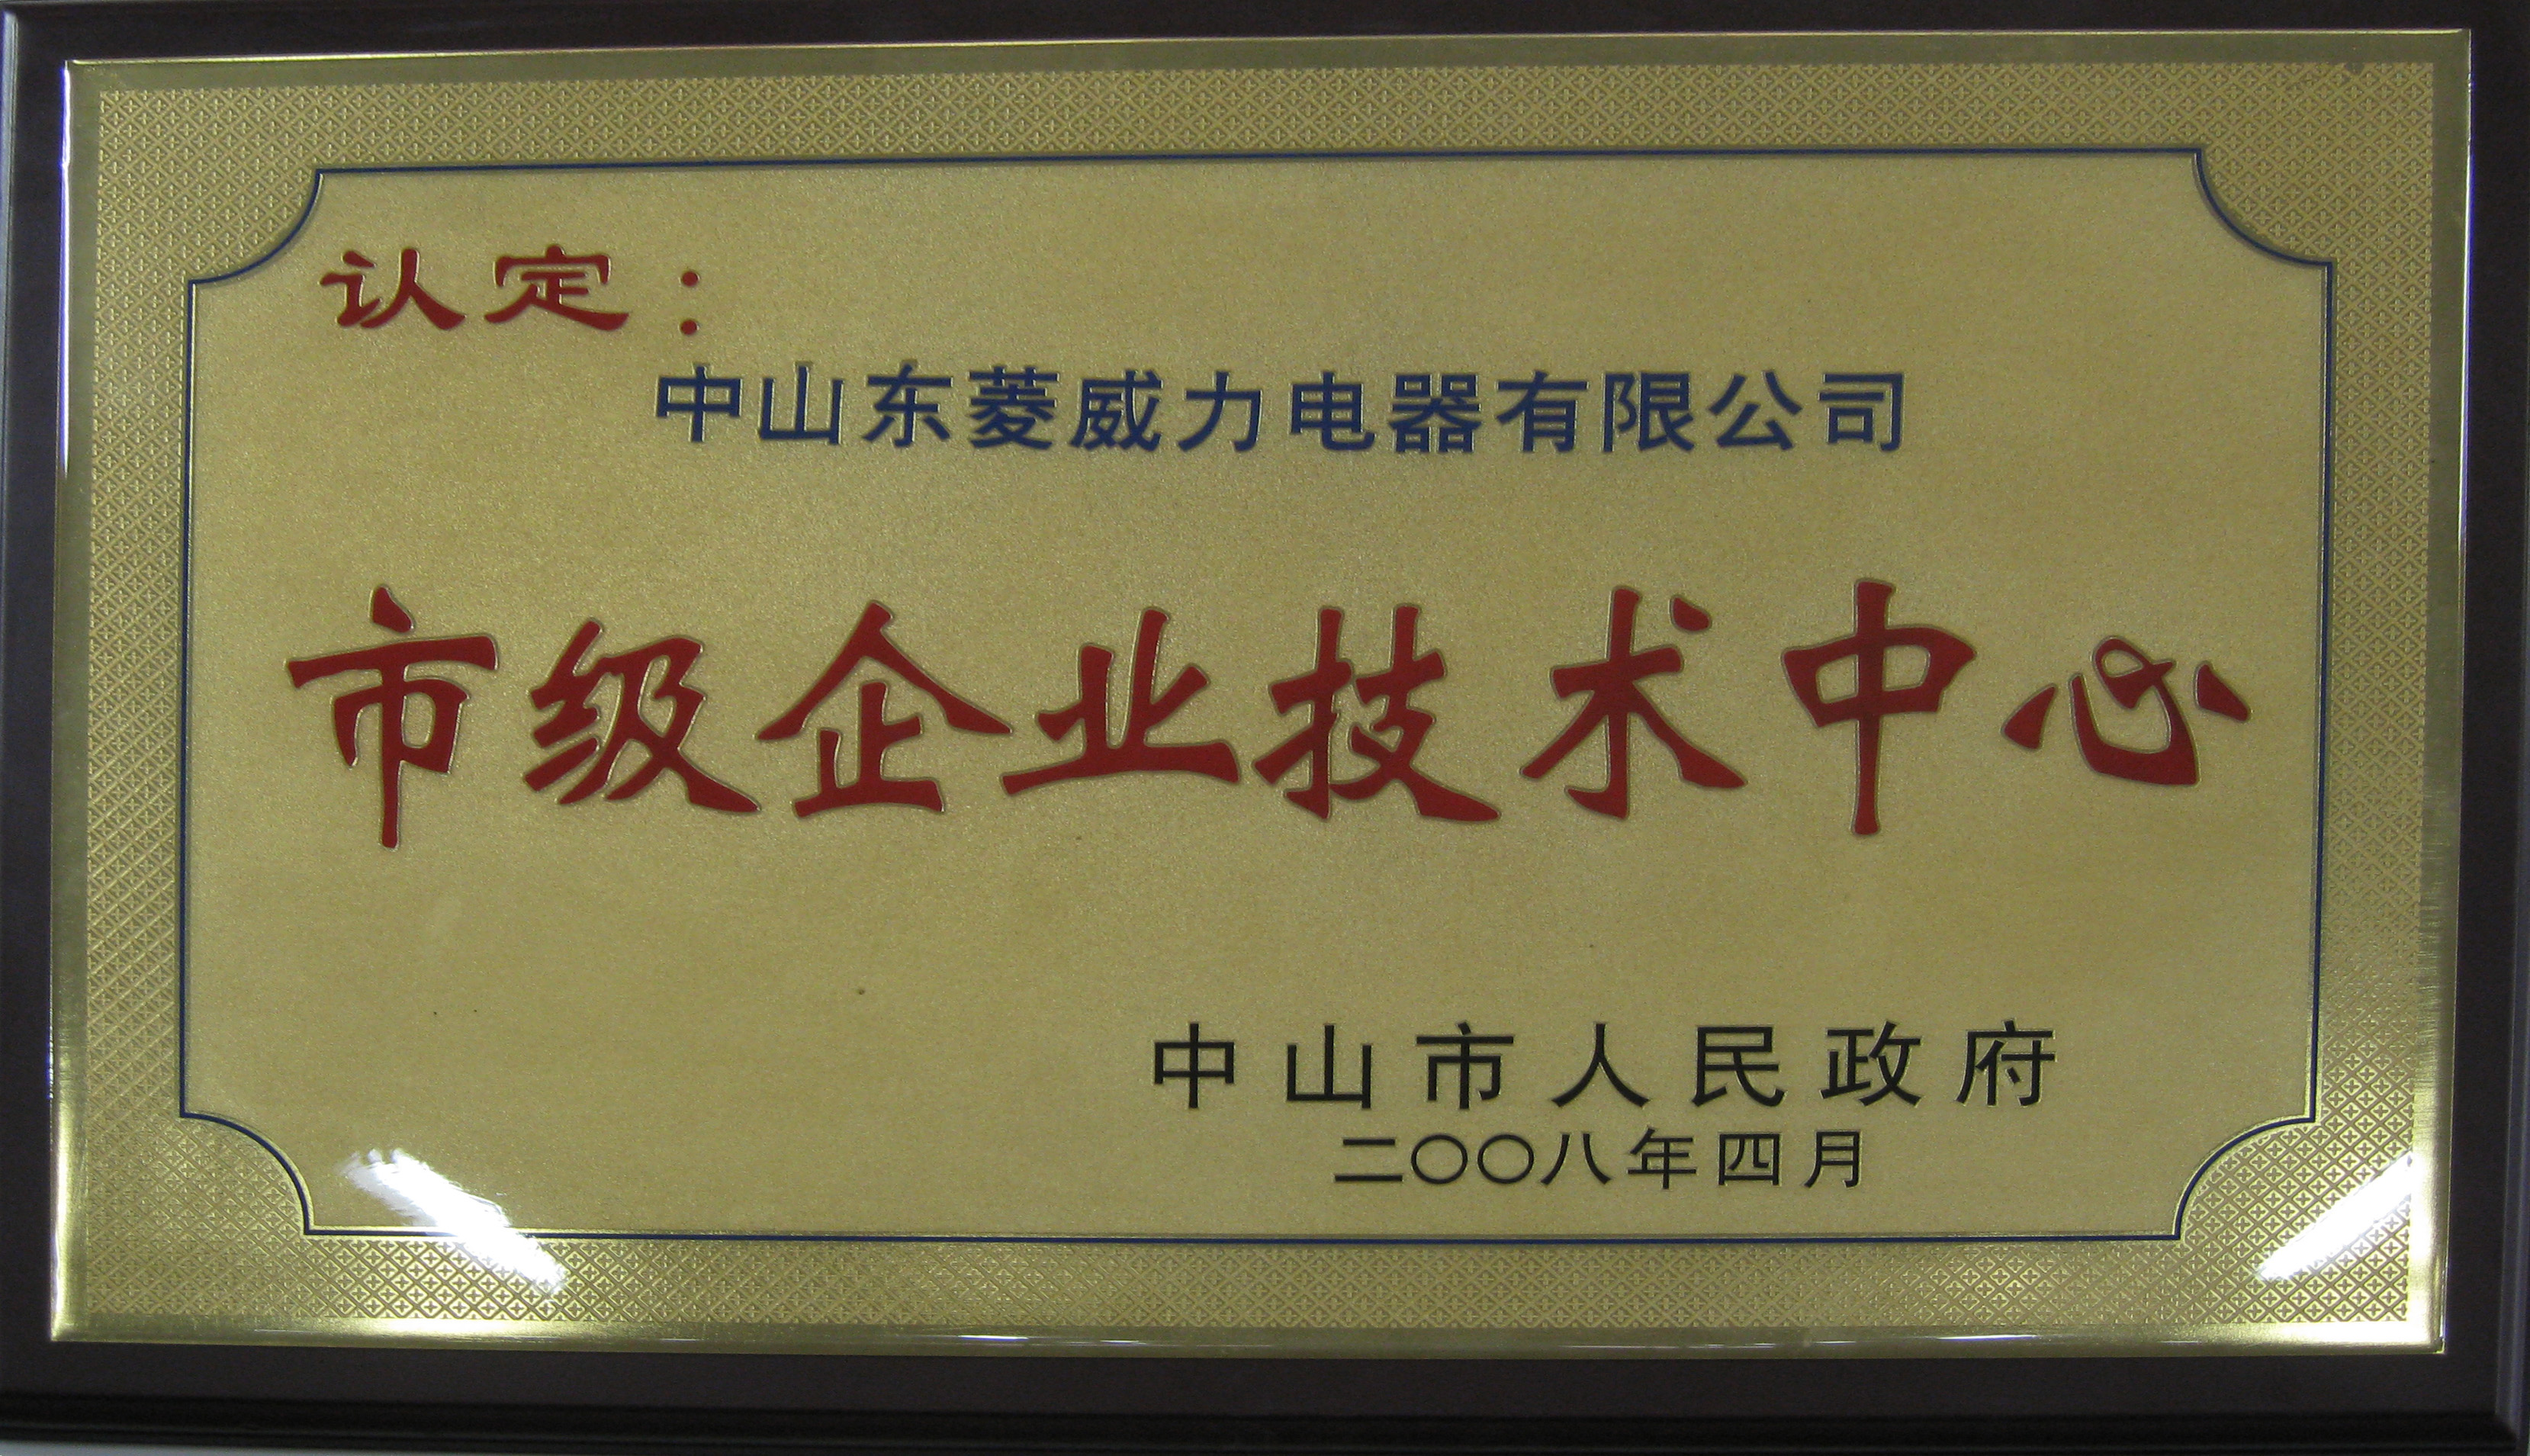 认定：
中山东菱威力电器有限公司
市级企业技术中心
中山市人民政府
二〇〇八年四月